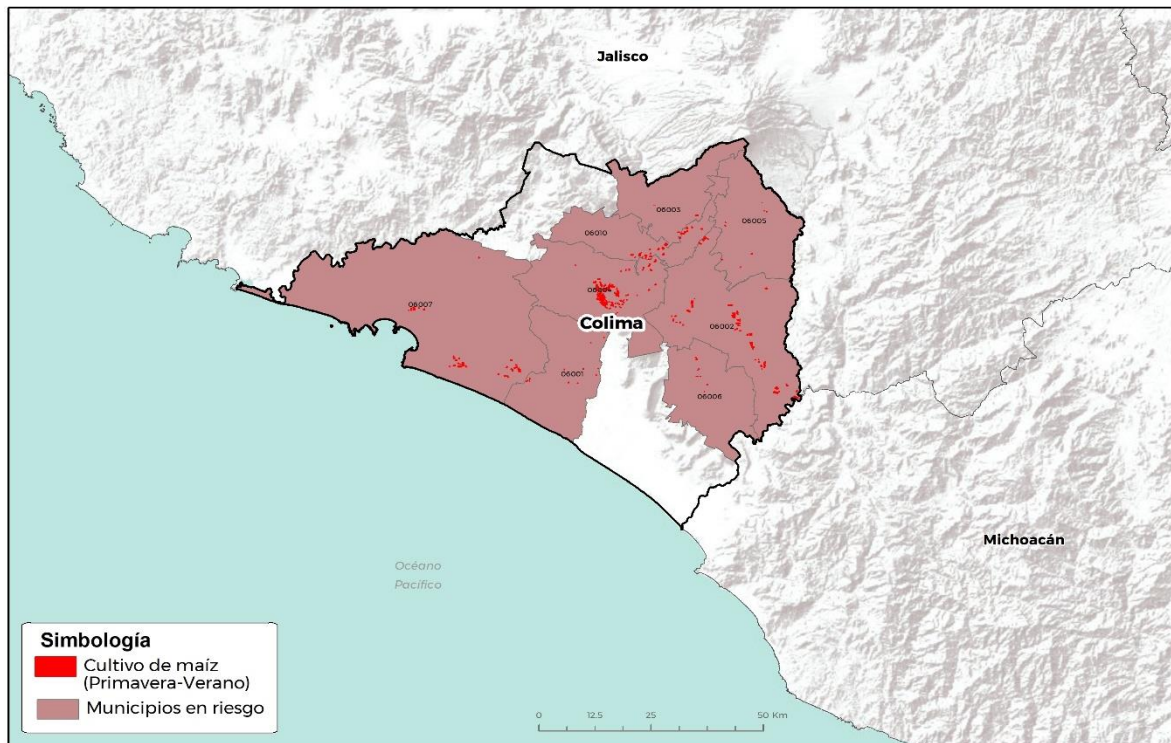 Jalisco
06003
06005
06010
06004
06007
Colima
06002
06001
06006
Michoacán
Océano
Pacífico
Simbología
Cultivo de maíz
(Primavera-Verano)
Municipios en riesgo
0 12.5 25 50 Km